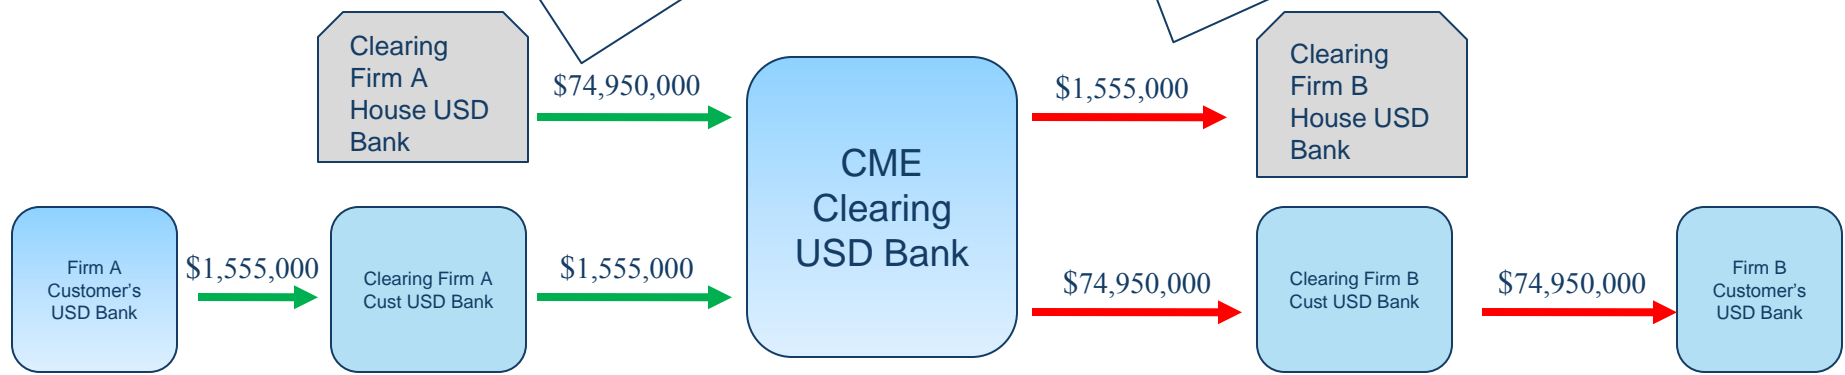 Clearing
Firm A
House USD
Bank
$74,950,000
CME
Clearing
USD Bank
$1,555,000
Clearing
Firm B
House USD
Bank
Firm A
Customer's
USD Bank
$1,555,000
Clearing Firm A
Cust USD Bank
$1,555,000
$74,950,000
Clearing Firm B
Cust USD Bank
$74,950,000
Firm B
Customer's
USD Bank